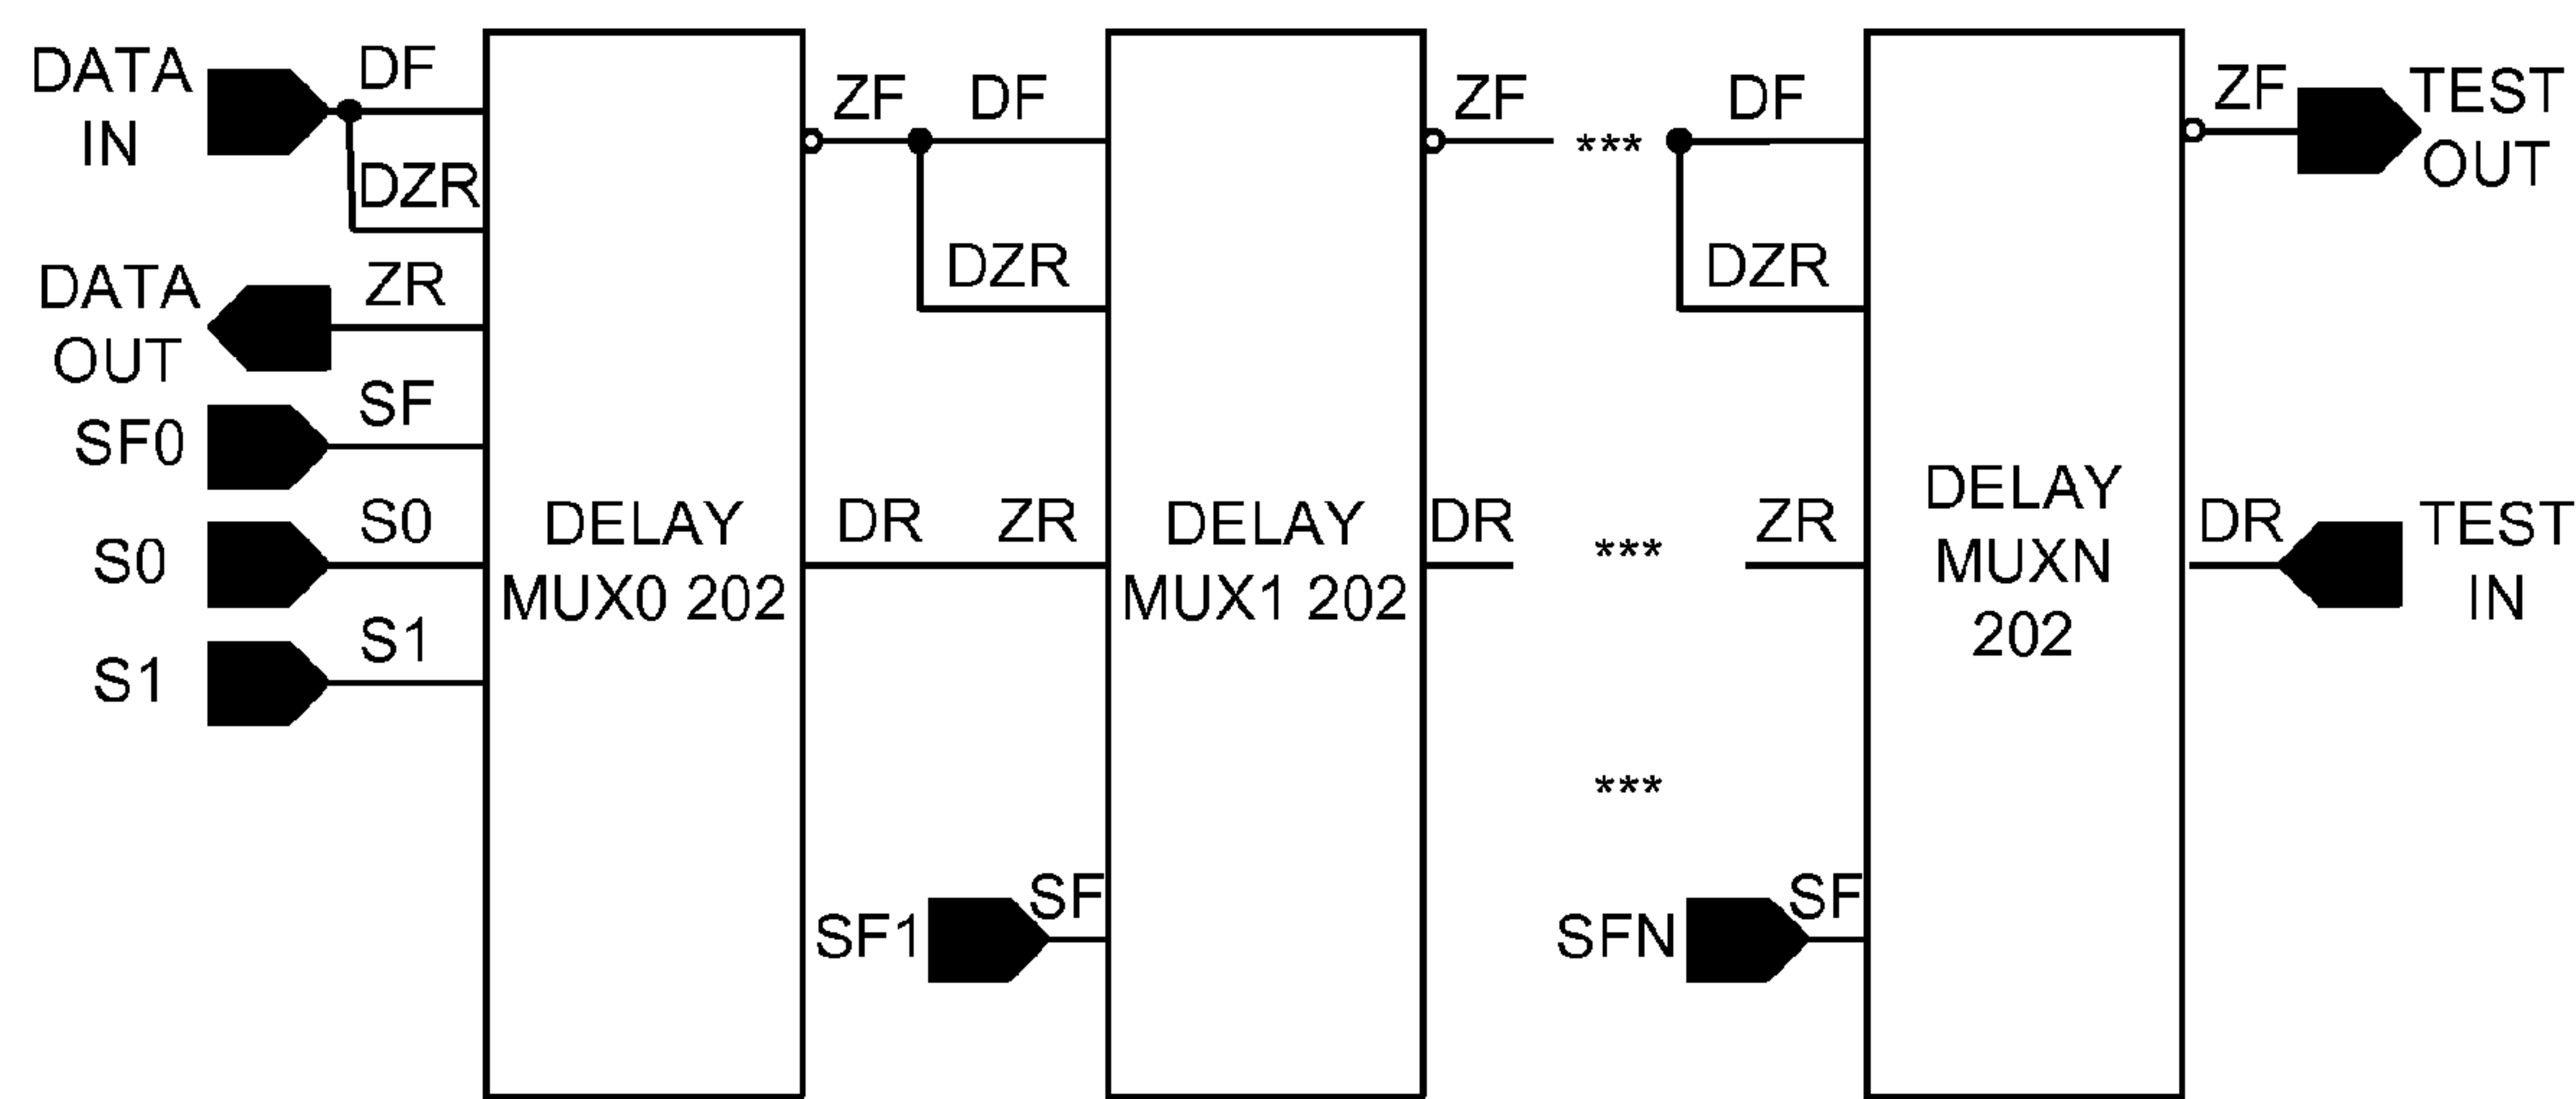 DATA
IN
DF
DZR
DATA
OUT
ZR
SF0
SF
S0
S0
S1
S1
DELAY
MUX0 202
ZF
DF
DZR
DR
ZR
SF1
SF
DELAY
MUX1 202
ZF
***
DF
DZR
DR
***
ZR
***
SFN
SF
DELAY
MUXN
202
ZF
TEST
OUT
DR
TEST
IN